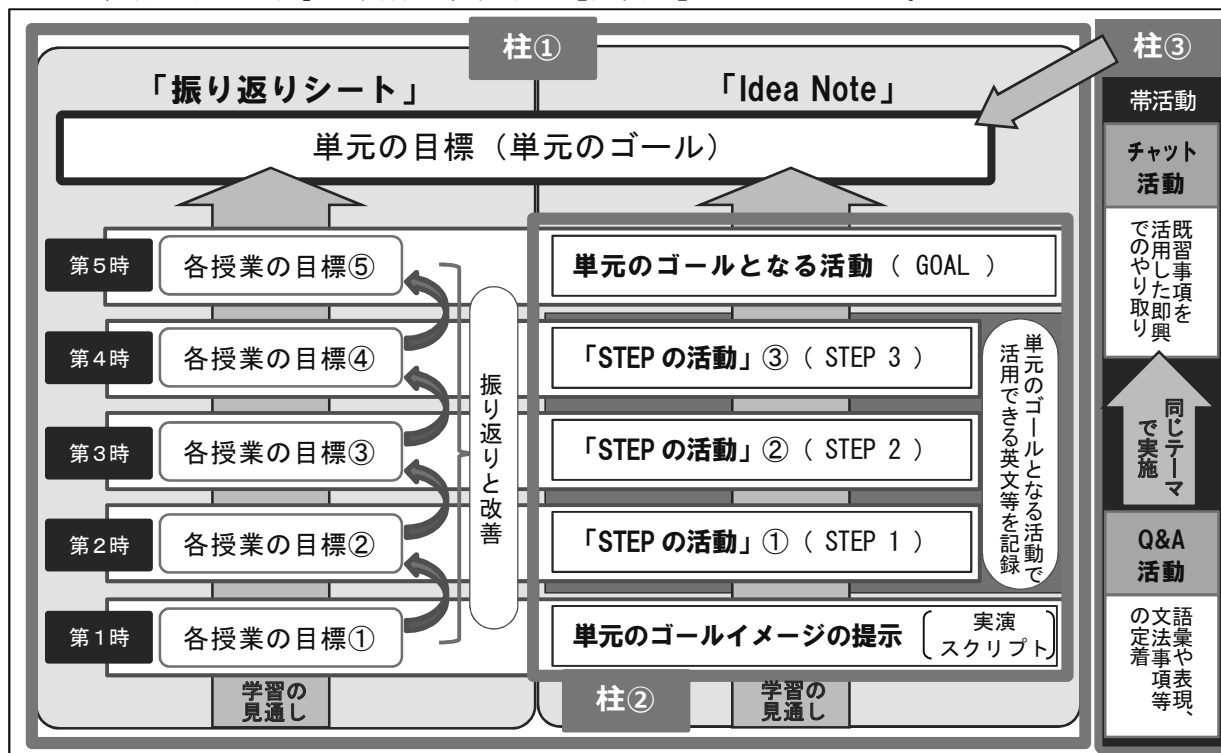 柱①
「振り返りシート」
「Idea Note」
単元の目標（単元のゴール）
第５時
各授業の目標⑤
単元のゴールとなる活動（ GOAL ）
第４時
各授業の目標④
「STEPの活動」③（ STEP 3 ）
第３時
各授業の目標③
「STEPの活動」②（ STEP 2 ）
第２時
各授業の目標②
「STEPの活動」①（ STEP 1 ）
第１時
各授業の目標①
単元のゴールイメージの提示
実演
スクリプト
振り返りと改善
単元のゴールとなる活動で
活用できる英文等を記録
学習の
見通し
学習の
見通し
柱②
柱③
帯活動
チャット
活動
既習事項を
活用した即興
でのやり取り
同じテーマ
で実施
Q&A
活動
語彙や表現、
文法事項等
の定着